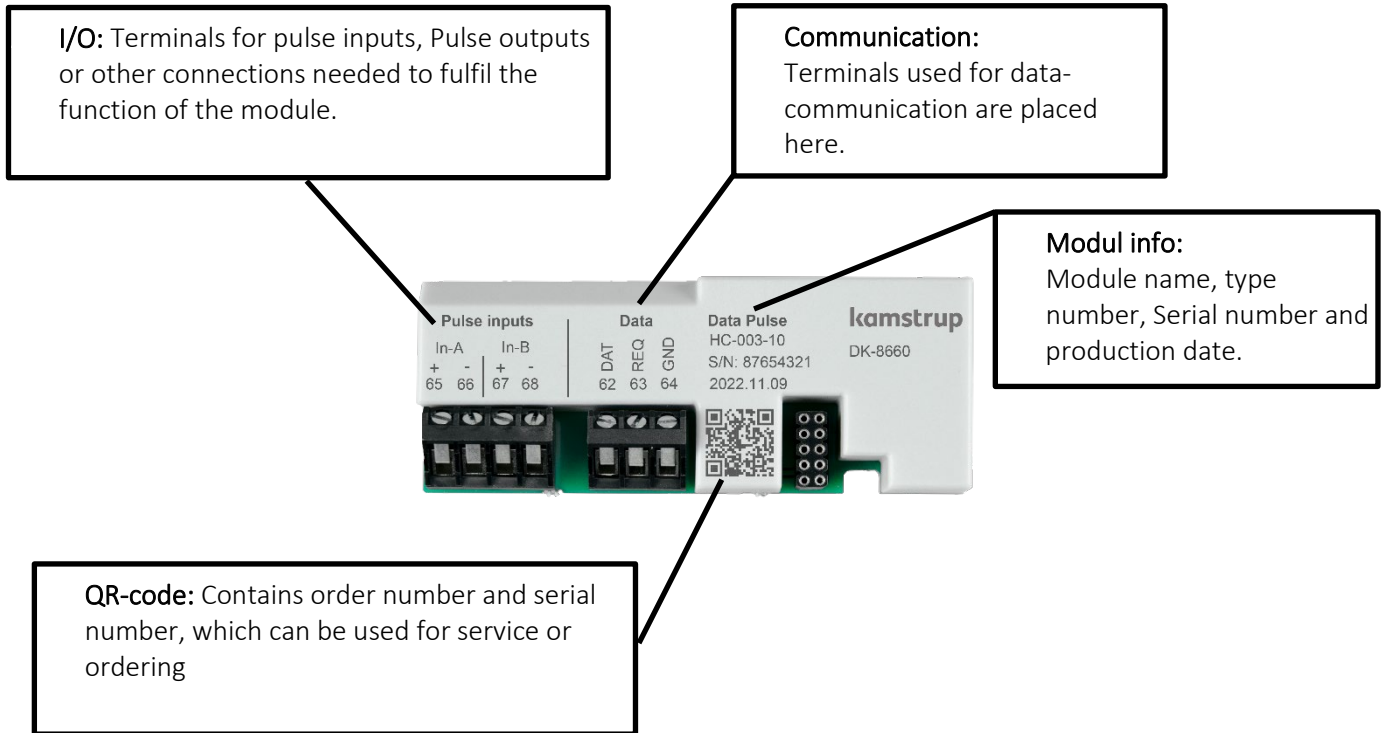 I/O: Terminals for pulse inputs, Pulse outputs
or other connections needed to fulfil the
function of the module.
Communication:
Terminals used for data-
communication are placed
here.
Modul info:
Module name, type
number, Serial number and
production date.
Pulse inputs
In-A In-B
+ - + -
65 66 67 68
Data
DAT REQ GND
62 63 64
Data Pulse
HC-003-10
S/N: 87654321
2022.11.09
kamstrup
DK-8660
QR-code: Contains order number and serial
number, which can be used for service or
ordering